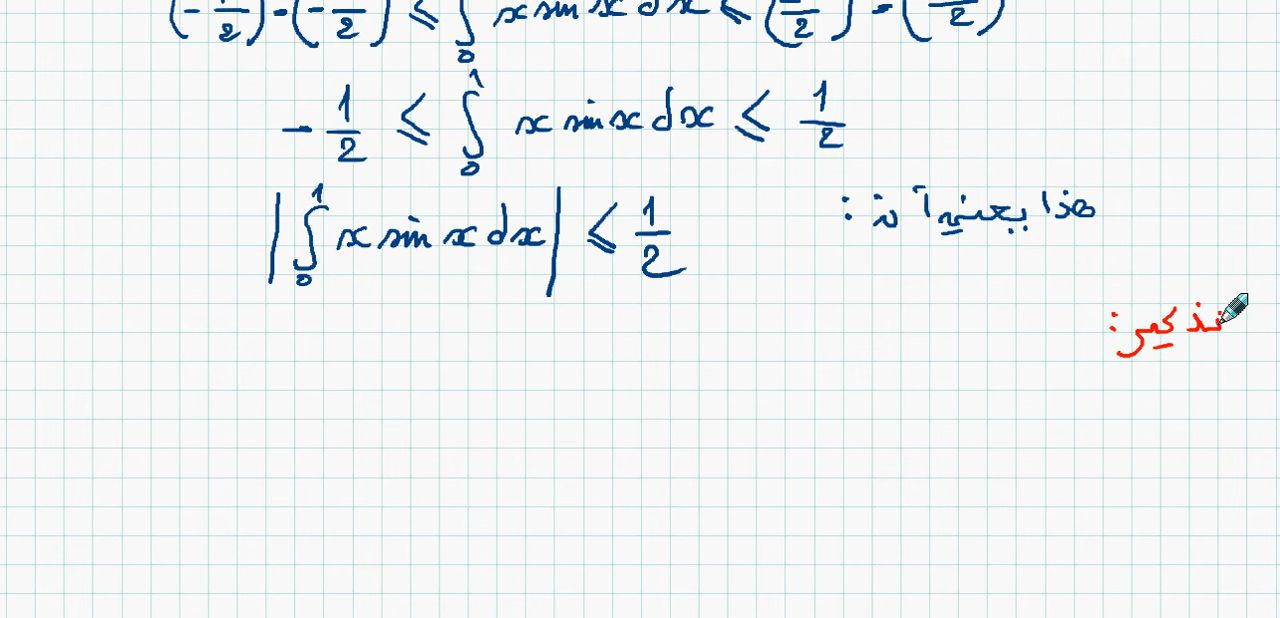 -1/2 ≤ ∫₀¹ x sin x dx ≤ 1/2
هذا يعني أن :
|∫₀¹ x sin x dx| ≤ 1/2
تذكير :